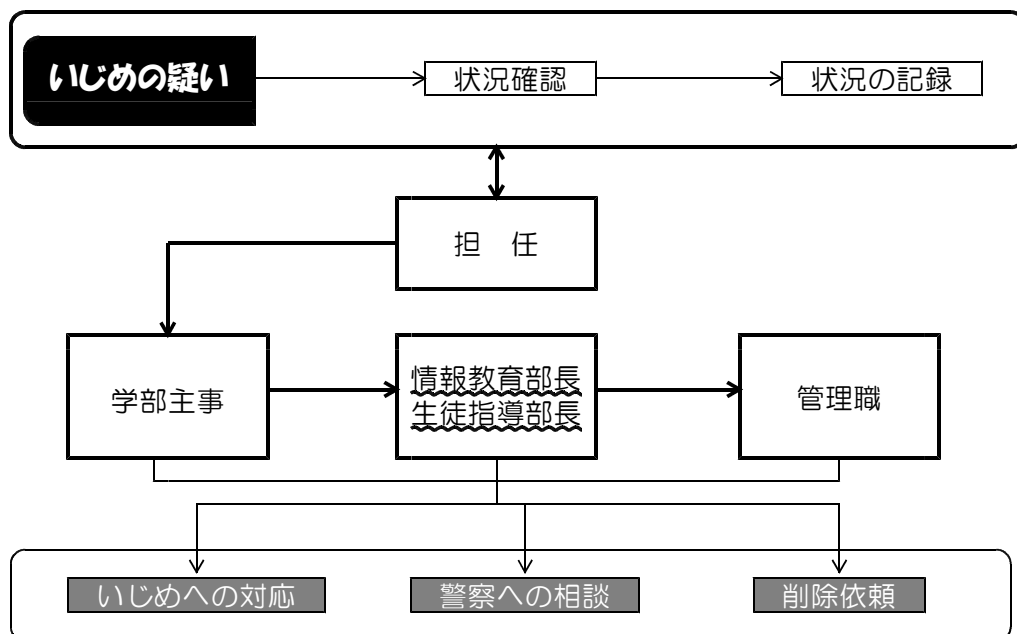 いじめの疑い
状況確認
状況の記録
担 任
学部主事
情報教育部長
生徒指導部長
管理職
いじめへの対応
警察への相談
削除依頼